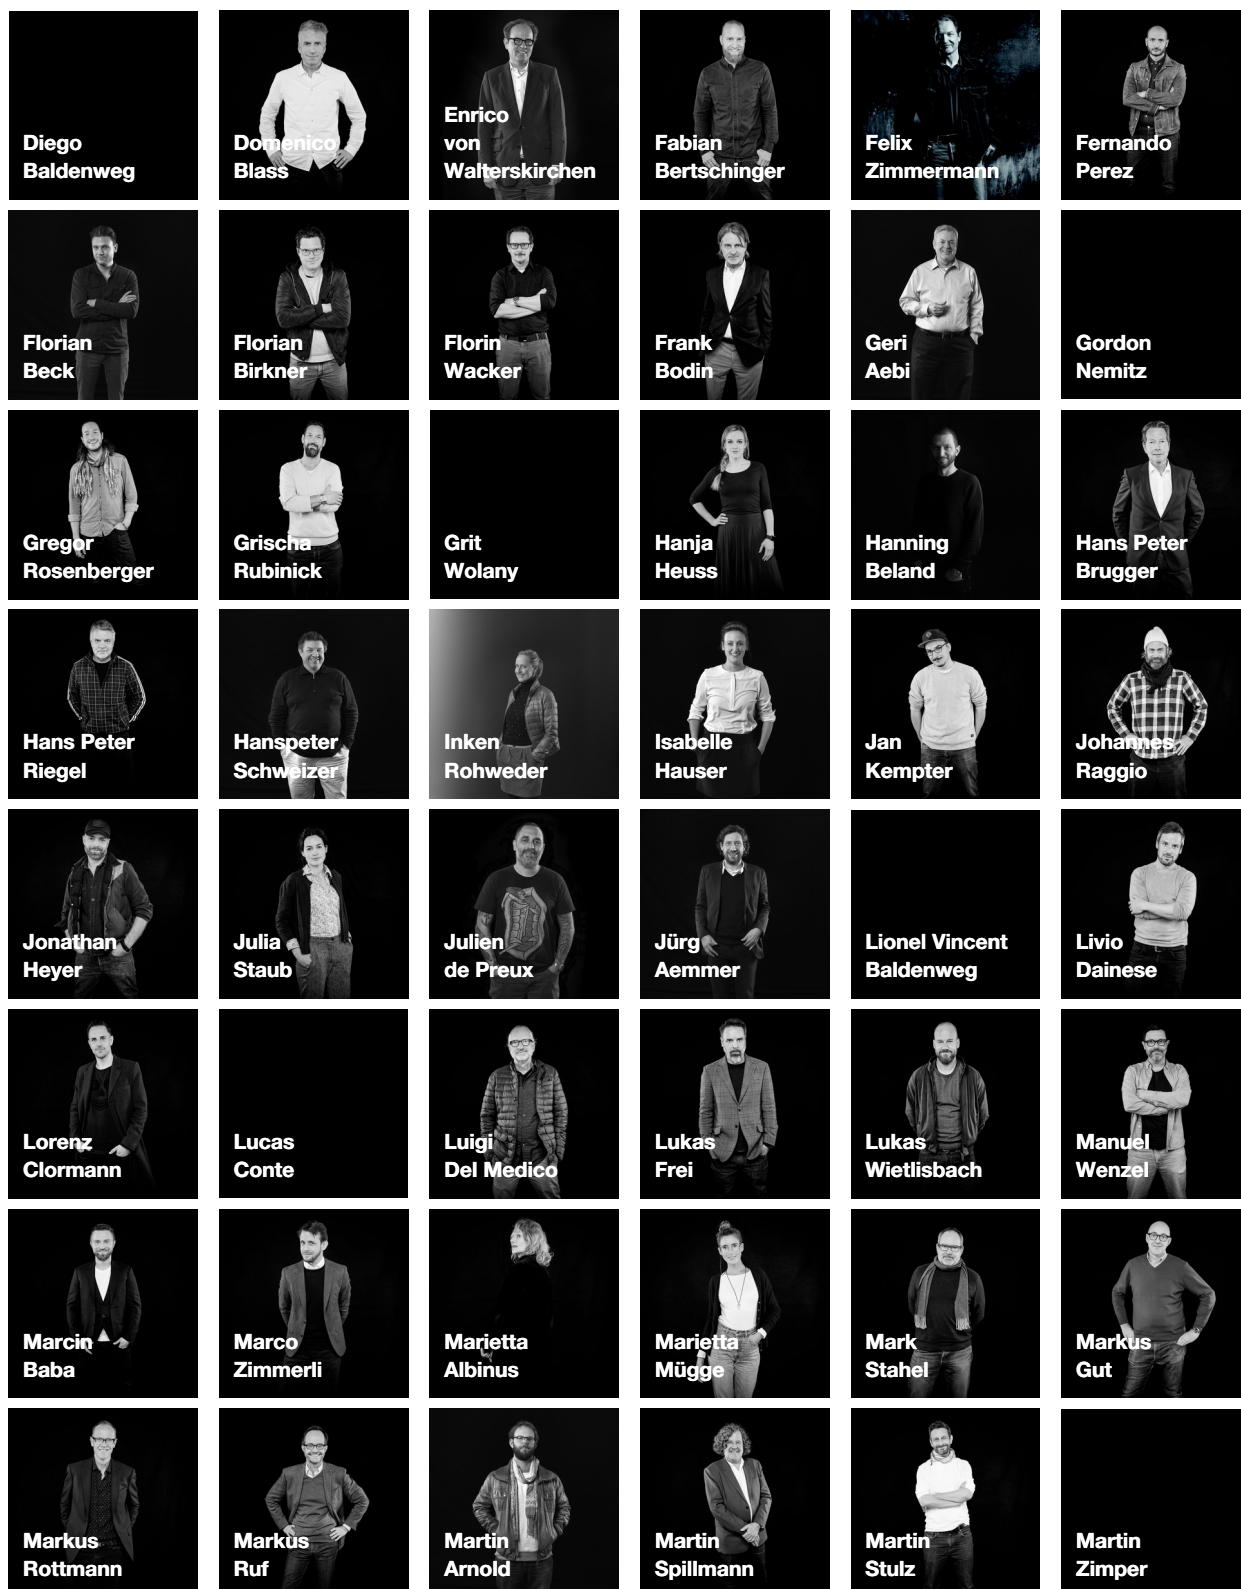 Diego
Baldenweg
Domenico
Blass
Enrico
von
Walterskirchen
Fabian
Bertschinger
Felix
Zimmermann
Fernando
Perez
Florian
Beck
Florian
Birkner
Florin
Wacker
Frank
Bodin
Geri
Aebi
Gordon
Nemitz
Gregor
Rosenberger
Grischa
Rubinick
Grit
Wolany
Hanja
Heuss
Hanning
Beland
Hans Peter
Brugger
Hans Peter
Riegel
Hanspeter
Schweizer
Inken
Rohweder
Isabelle
Hauser
Jan
Kempter
Johannes
Raggio
Jonathan
Heyer
Julia
Staub
Julien
de Preux
Jürg
Aemmer
Lionel Vincent
Baldenweg
Livio
Dainese
Lorenz
Clormann
Lucas
Conte
Luigi
Del Medico
Lukas
Frei
Lukas
Wietlisbach
Manuel
Wenzel
Marcin
Baba
Marco
Zimmerli
Marietta
Albinus
Marietta
Mügge
Mark
Stahel
Markus
Gut
Markus
Rottmann
Markus
Ruf
Martin
Arnold
Martin
Spillmann
Martin
Stulz
Martin
Zimper